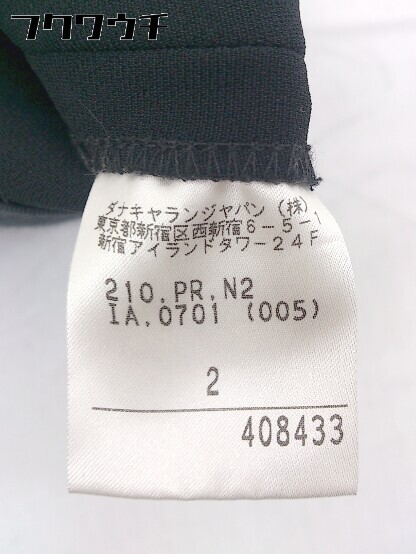 フクウウチ
ダナキャランジャパン (株)
東京都新宿区西新宿6-5-1
新宿アイランドタワー24F
210.PR.N2
IA.0701 (005)
2
408433